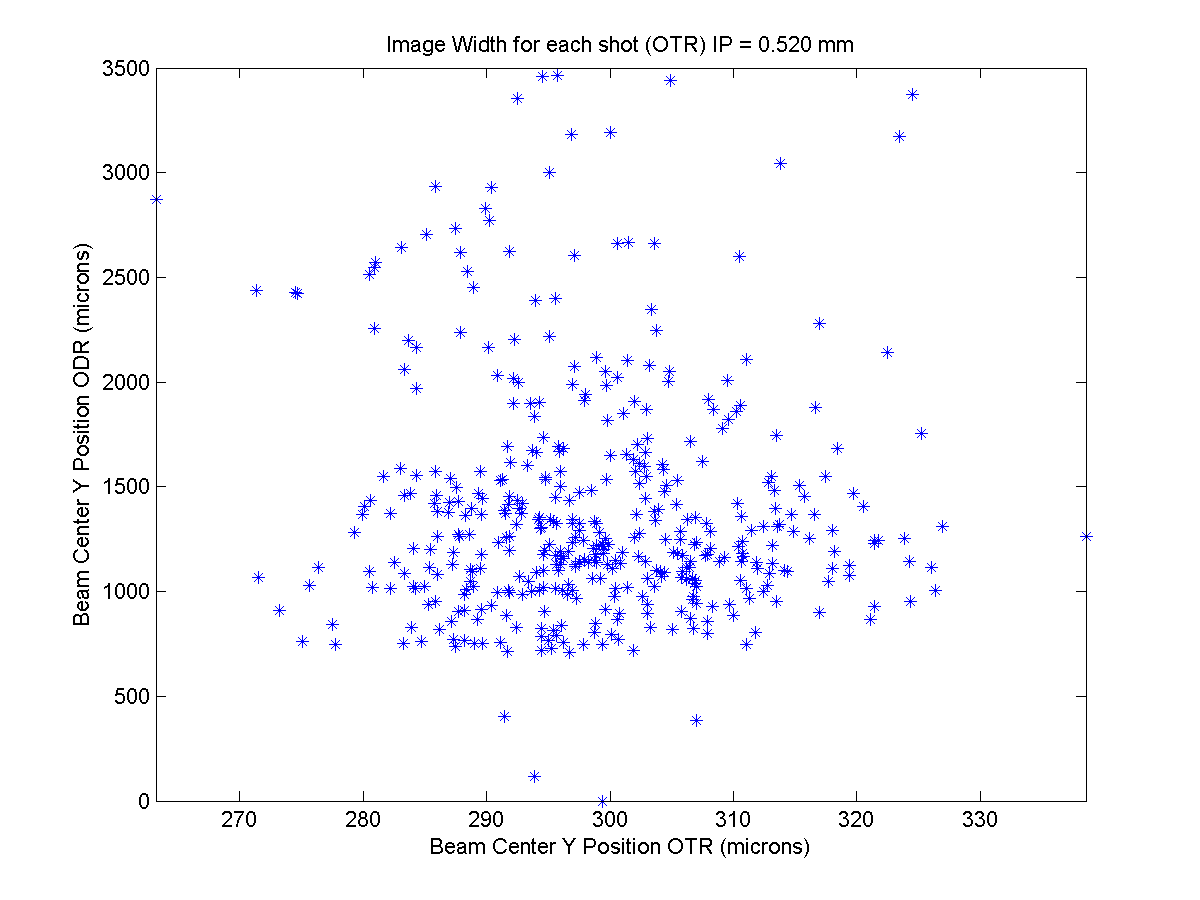 Image Width for each shot (OTR) IP = 0.520 mm
3500
3000
2500
2000
1500
1000
500
0
Beam Center Y Position ODR (microns)
270 280 290 300 310 320 330
Beam Center Y Position OTR (microns)